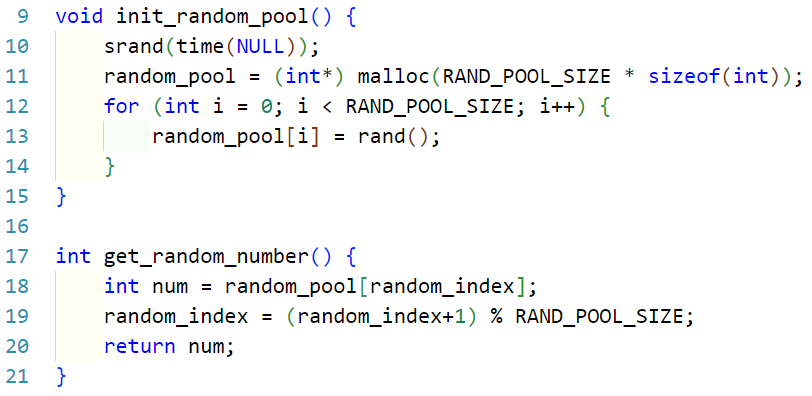 9 void init_random_pool() {
10 srand(time(NULL));
11 random_pool = (int*) malloc(RAND_POOL_SIZE * sizeof(int));
12 for (int i = 0; i < RAND_POOL_SIZE; i++) {
13 random_pool[i] = rand();
14 }
15 }
16
17 int get_random_number() {
18 int num = random_pool[random_index];
19 random_index = (random_index+1) % RAND_POOL_SIZE;
20 return num;
21 }